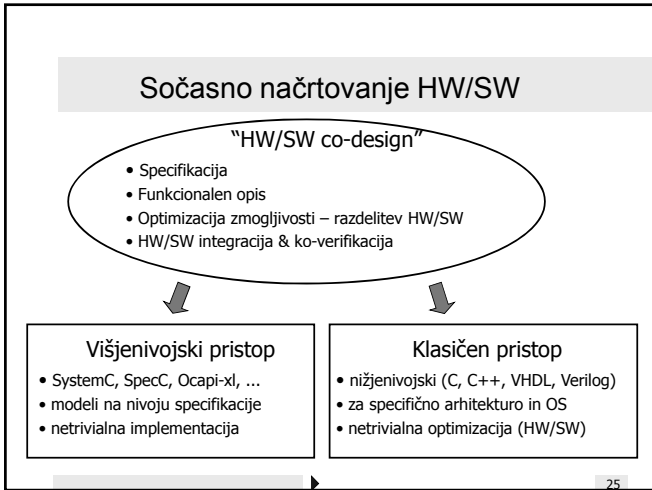 Sočasno načrtovanje HW/SW
“HW/SW co-design”
• Specifikacija
• Funkcionalen opis
• Optimizacija zmogljivosti – razdelitev HW/SW
• HW/SW integracija & ko-verifikacija
Višjenivojski pristop
• SystemC, SpecC, Ocapi-xl, ...
• modeli na nivoju specifikacije
• netrivialna implementacija
Klasičen pristop
• nižjenivojski (C, C++, VHDL, Verilog)
• za specifično arhitekturo in OS
• netrivialna optimizacija (HW/SW)
25